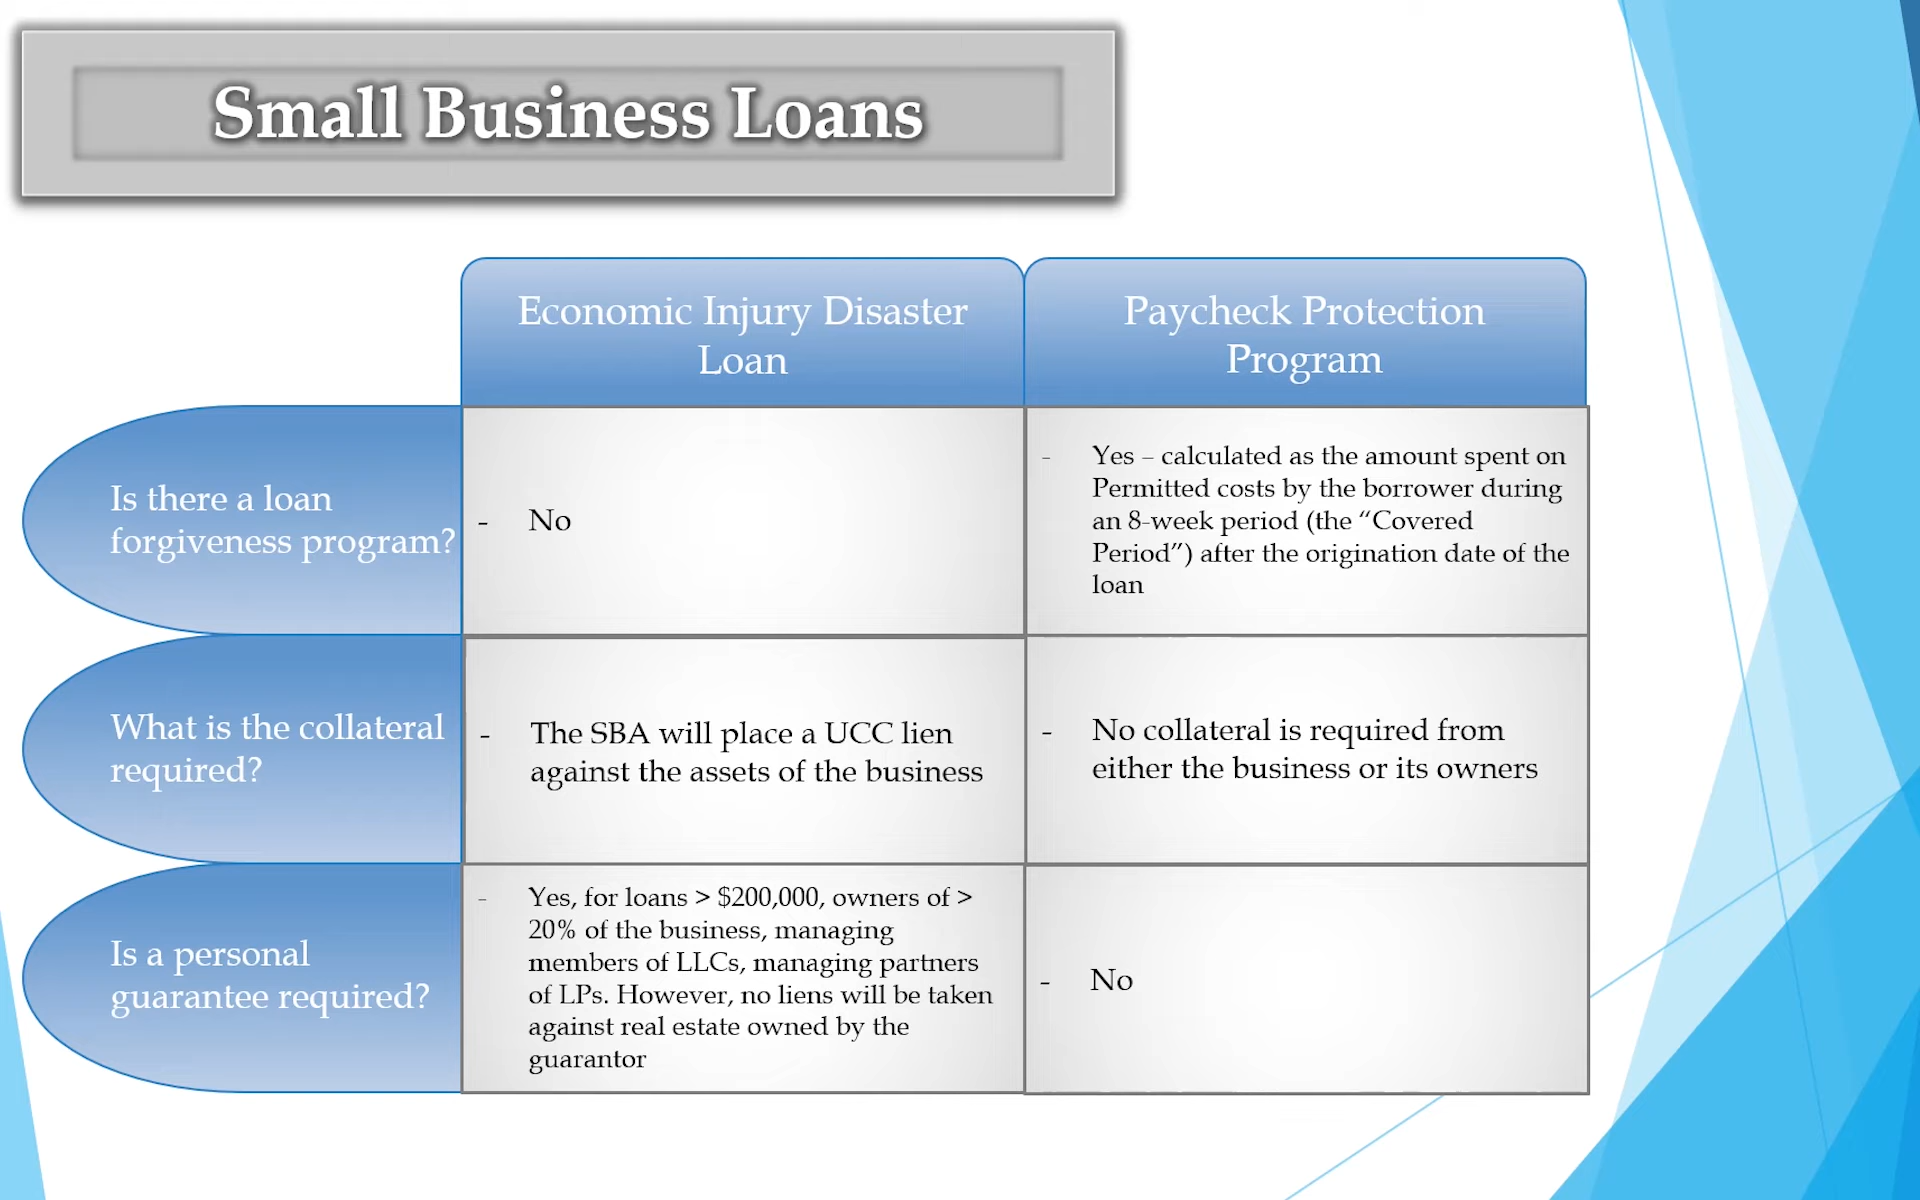 Small Business Loans
Economic Injury Disaster
Loan
Paycheck Protection
Program
Is there a loan
forgiveness program?
- No
- Yes – calculated as the amount spent on
Permitted costs by the borrower during
an 8-week period (the “Covered
Period”) after the origination date of the
loan
What is the collateral
required?
- The SBA will place a UCC lien
against the assets of the business
- No collateral is required from
either the business or its owners
Is a personal
guarantee required?
- Yes, for loans > $200,000, owners of >
20% of the business, managing
members of LLCs, managing partners
of LPs. However, no liens will be taken
against real estate owned by the
guarantor
- No